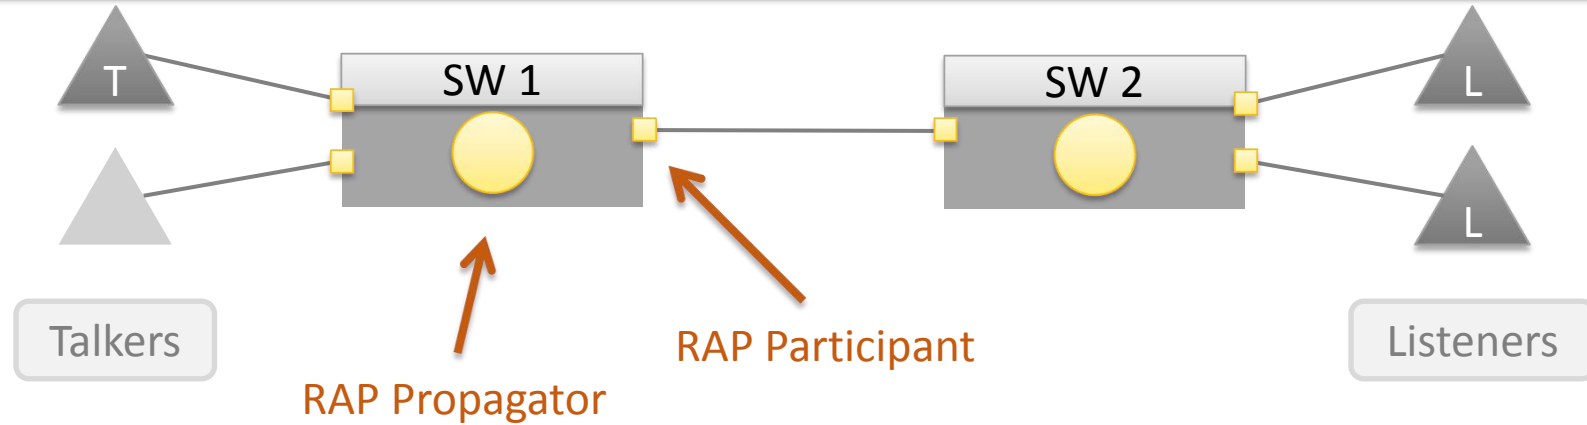 T
SW 1
SW 2
L
L
Talkers
RAP Propagator
RAP Participant
Listeners